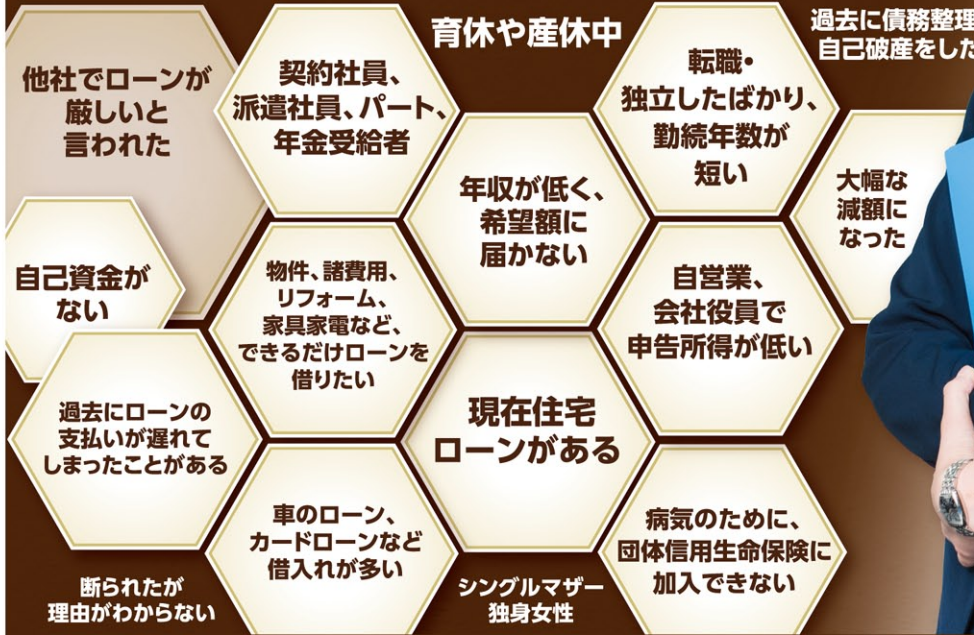 育休や産休中
過去に債務整理
自己破産をした
他社でローンが
厳しいと
言われた
契約社員、
派遣社員、パート、
年金受給者
転職・
独立したばかり、
勤続年数が
短い
年収が低く、
希望額に
届かない
大幅な
減額に
なった
自己資金が
ない
物件、諸費用、
リフォーム、
家具家電など、
できるだけローンを
借りたい
自営業、
会社役員で
申告所得が低い
過去にローンの
支払いが遅れて
しまったことがある
現在住宅
ローンがある
車のローン、
カードローンなど
借入れが多い
病気のために、
団体信用生命保険に
加入できない
断られたが
理由がわからない
シングルマザー
独身女性